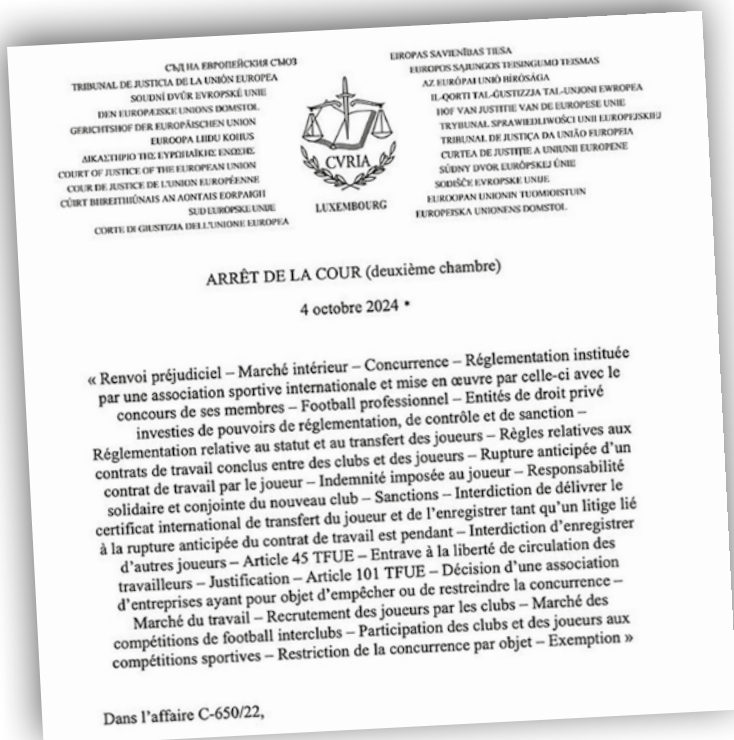 СЪД НА ЕВРОПЕЙСКИЯ СЪЮЗ
TRIBUNAL DE JUSTICIA DE LA UNIÓN EUROPEA
SOUDNÍ DVŮR EVROPSKÉ UNIE
DEN EUROPÆISKE UNIONS DOMSTOL
GERICHTSHOF DER EUROPÄISCHEN UNION
EUROOPA LIIDU KOHUS
ΔΙΚΑΣΤΗΡΙΟ ΤΗΣ ΕΥΡΩΠΑΪΚΗΣ ΕΝΩΣΗΣ
COURT OF JUSTICE OF THE EUROPEAN UNION
COUR DE JUSTICE DE L'UNION EUROPÉENNE
CÚIRT BHREITHIÚNAIS AN AONTAIS EORPAIGH
SUD EUROPSKE UNIJE
CORTE DI GIUSTIZIA DELL'UNIONE EUROPEA
CVRIA
LUXEMBOURG
EIROPAS SAVIENĪBAS TIESA
EUROPOS SĄJUNGOS TEISINGUMO TEISMAS
AZ EURÓPAI UNIÓ BÍRÓSÁGA
IL-QORTI TAL-ĠUSTIZZJA TAL-UNJONI EWROPEA
HOF VAN JUSTITIE VAN DE EUROPESE UNIE
TRYBUNAŁ SPRAWIEDLIWOŚCI UNII EUROPEJSKIEJ
TRIBUNAL DE JUSTIÇA DA UNIÃO EUROPEIA
CURTEA DE JUSTIȚIE A UNIUNII EUROPENE
SÚDNY DVOR EURÓPSKEJ ÚNIE
SODIŠČE EVROPSKE UNIJE
EUROOPAN UNIONIN TUOMIOISTUIN
EUROPEISKA UNIONENS DOMSTOL
ARRÊT DE LA COUR (deuxième chambre)
4 octobre 2024 *
« Renvoi préjudiciel – Marché intérieur – Concurrence – Réglementation instituée
par une association sportive internationale et mise en œuvre par celle-ci avec le
concours de ses membres – Football professionnel – Entités de droit privé
investies de pouvoirs de réglementation, de contrôle et de sanction –
Réglementation relative au statut et au transfert des joueurs – Règles relatives aux
contrats de travail conclus entre des clubs et des joueurs – Rupture anticipée d'un
contrat de travail par le joueur – Indemnité imposée au joueur – Responsabilité
solidaire et conjointe du nouveau club – Sanctions – Interdiction de délivrer le
certificat international de transfert du joueur et de l'enregistrer tant qu'un litige lié
à la rupture anticipée du contrat de travail est pendant – Interdiction d'enregistrer
d'autres joueurs – Article 45 TFUE – Entrave à la liberté de circulation des
travailleurs – Justification – Article 101 TFUE – Décision d'une association
d'entreprises ayant pour objet d'empêcher ou de restreindre la concurrence –
Marché du travail – Recrutement des joueurs par les clubs – Marché des
compétitions de football interclubs – Participation des clubs et des joueurs aux
compétitions sportives – Restriction de la concurrence par objet – Exemption »
Dans l'affaire C-650/22,